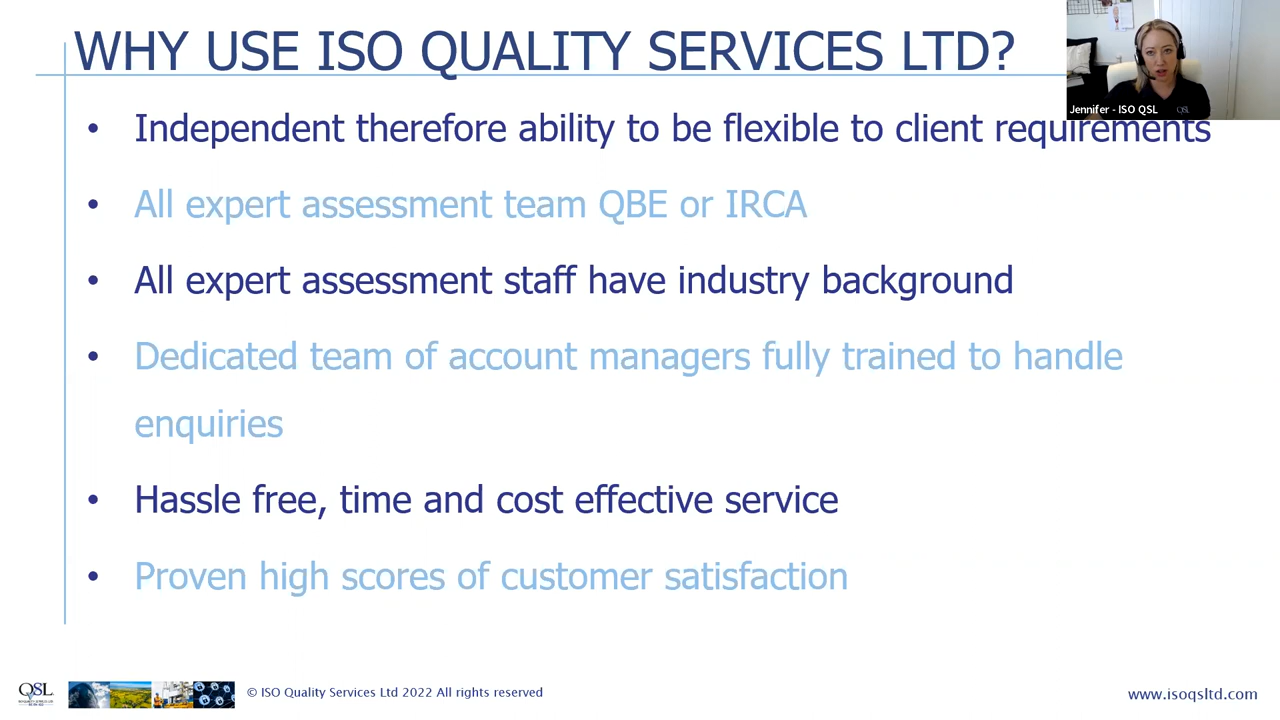 WHY USE ISO QUALITY SERVICES LTD?
Jennifer - ISO QSL
QSL
• Independent therefore ability to be flexible to client requirements
• All expert assessment team QBE or IRCA
• All expert assessment staff have industry background
• Dedicated team of account managers fully trained to handle
enquiries
• Hassle free, time and cost effective service
• Proven high scores of customer satisfaction
QSL
© ISO Quality Services Ltd 2022 All rights reserved
www.isoqsltd.com